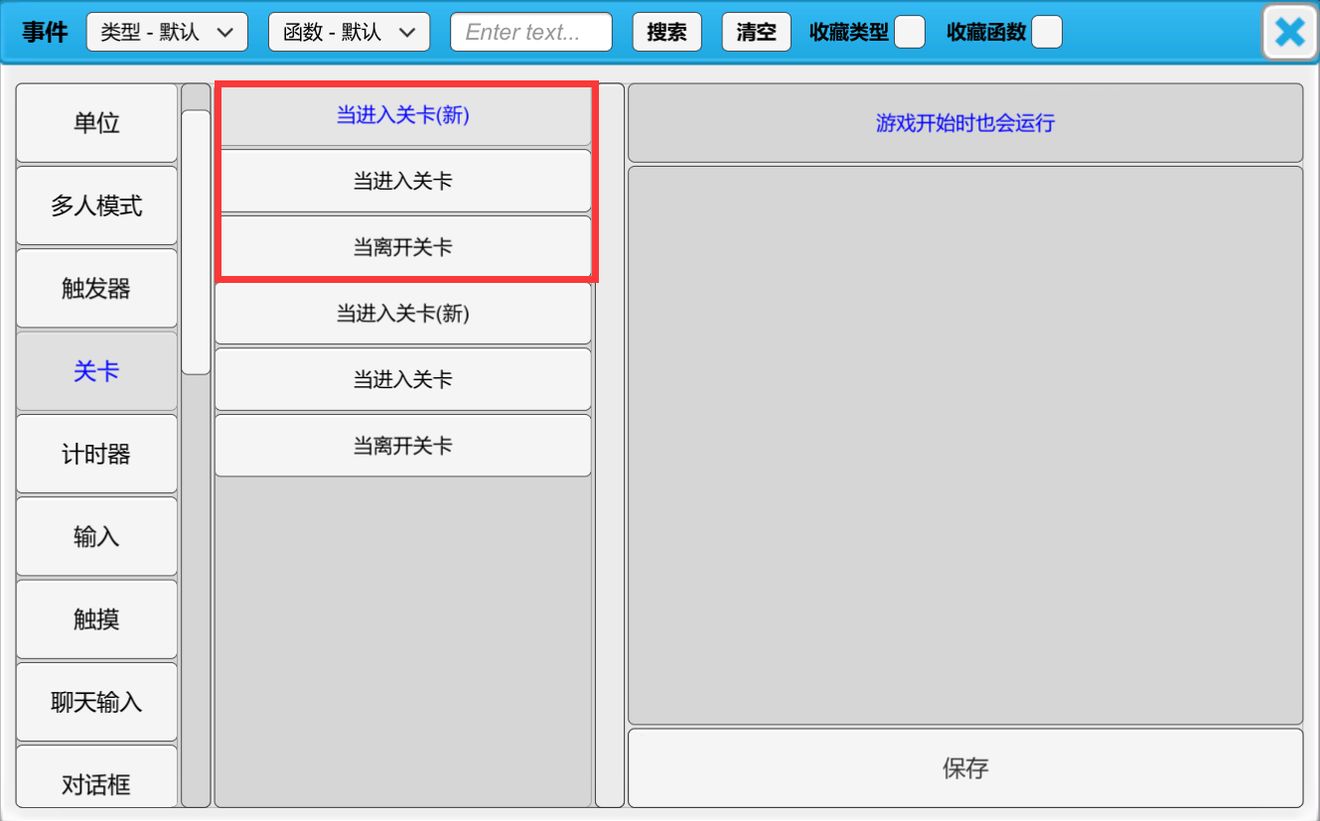 事件 类型 - 默认 函数 - 默认 Enter text... 搜索 清空 收藏类型 收藏函数
单位
多人模式
触发器
关卡
计时器
输入
触摸
聊天输入
对话框
当进入关卡(新)
当进入关卡
当离开关卡
当进入关卡(新)
当进入关卡
当离开关卡
游戏开始时也会运行
保存